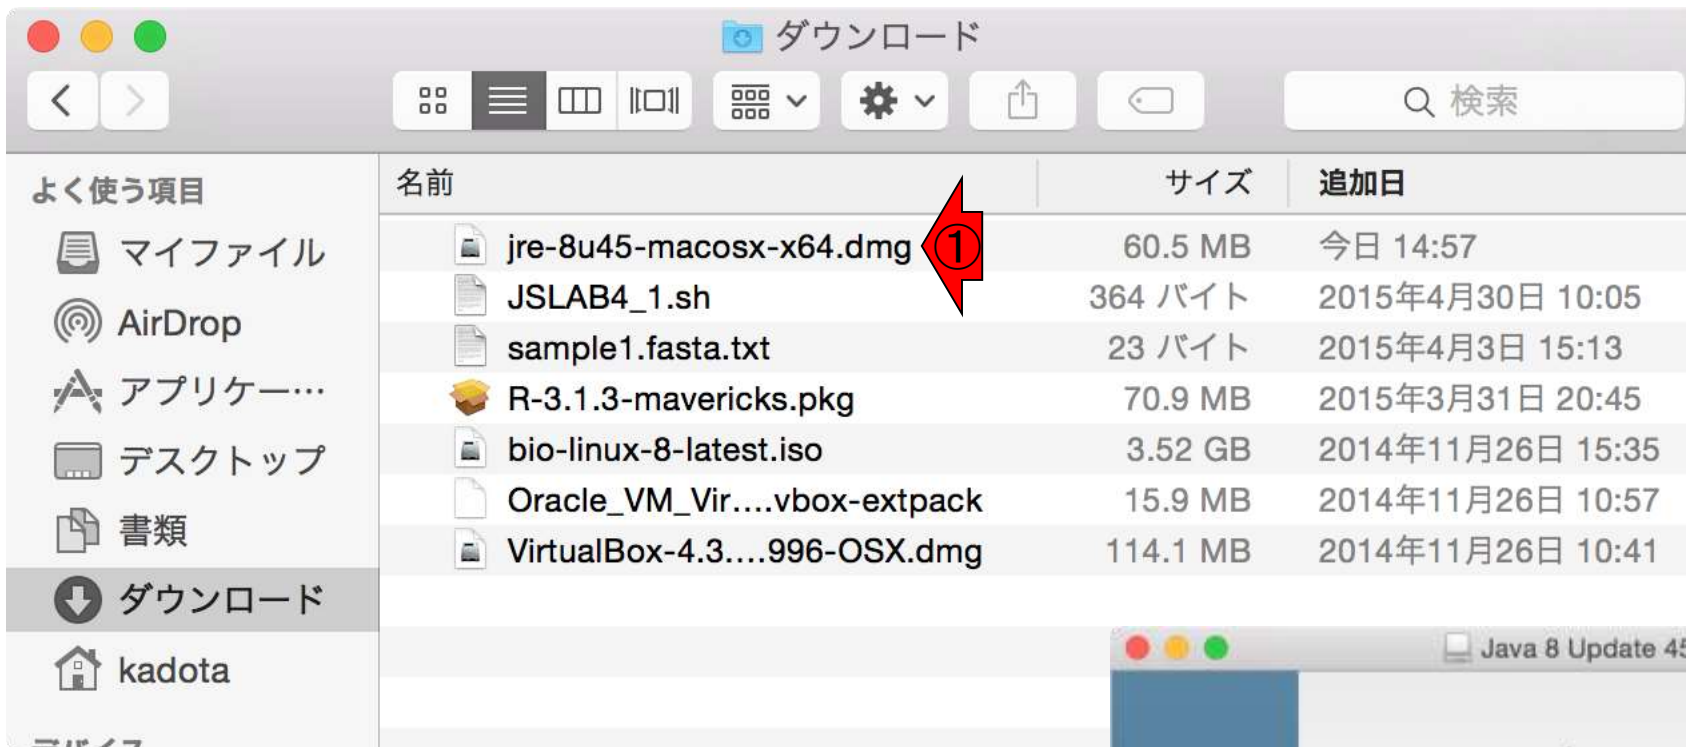 ダウンロード
検索
よく使う項目
名前 サイズ 追加日
マイファイル
AirDrop
アプリケー…
デスクトップ
書類
ダウンロード
kadota
デバイス
jre-8u45-macosx-x64.dmg ① 60.5 MB 今日 14:57
JSLAB4_1.sh 364 バイト 2015年4月30日 10:05
sample1.fasta.txt 23 バイト 2015年4月3日 15:13
R-3.1.3-mavericks.pkg 70.9 MB 2015年3月31日 20:45
bio-linux-8-latest.iso 3.52 GB 2014年11月26日 15:35
Oracle_VM_Vir....vbox-extpack 15.9 MB 2014年11月26日 10:57
VirtualBox-4.3....996-OSX.dmg 114.1 MB 2014年11月26日 10:41
Java 8 Update 45